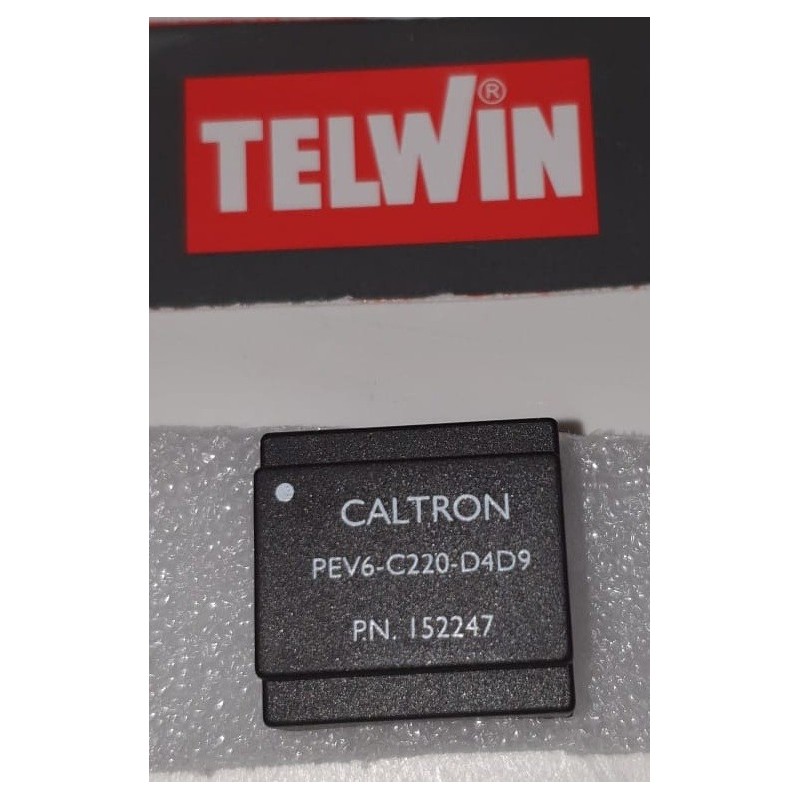 TELWIN®
CALTRON
PEV6-C220-D4D9
P.N. 152247